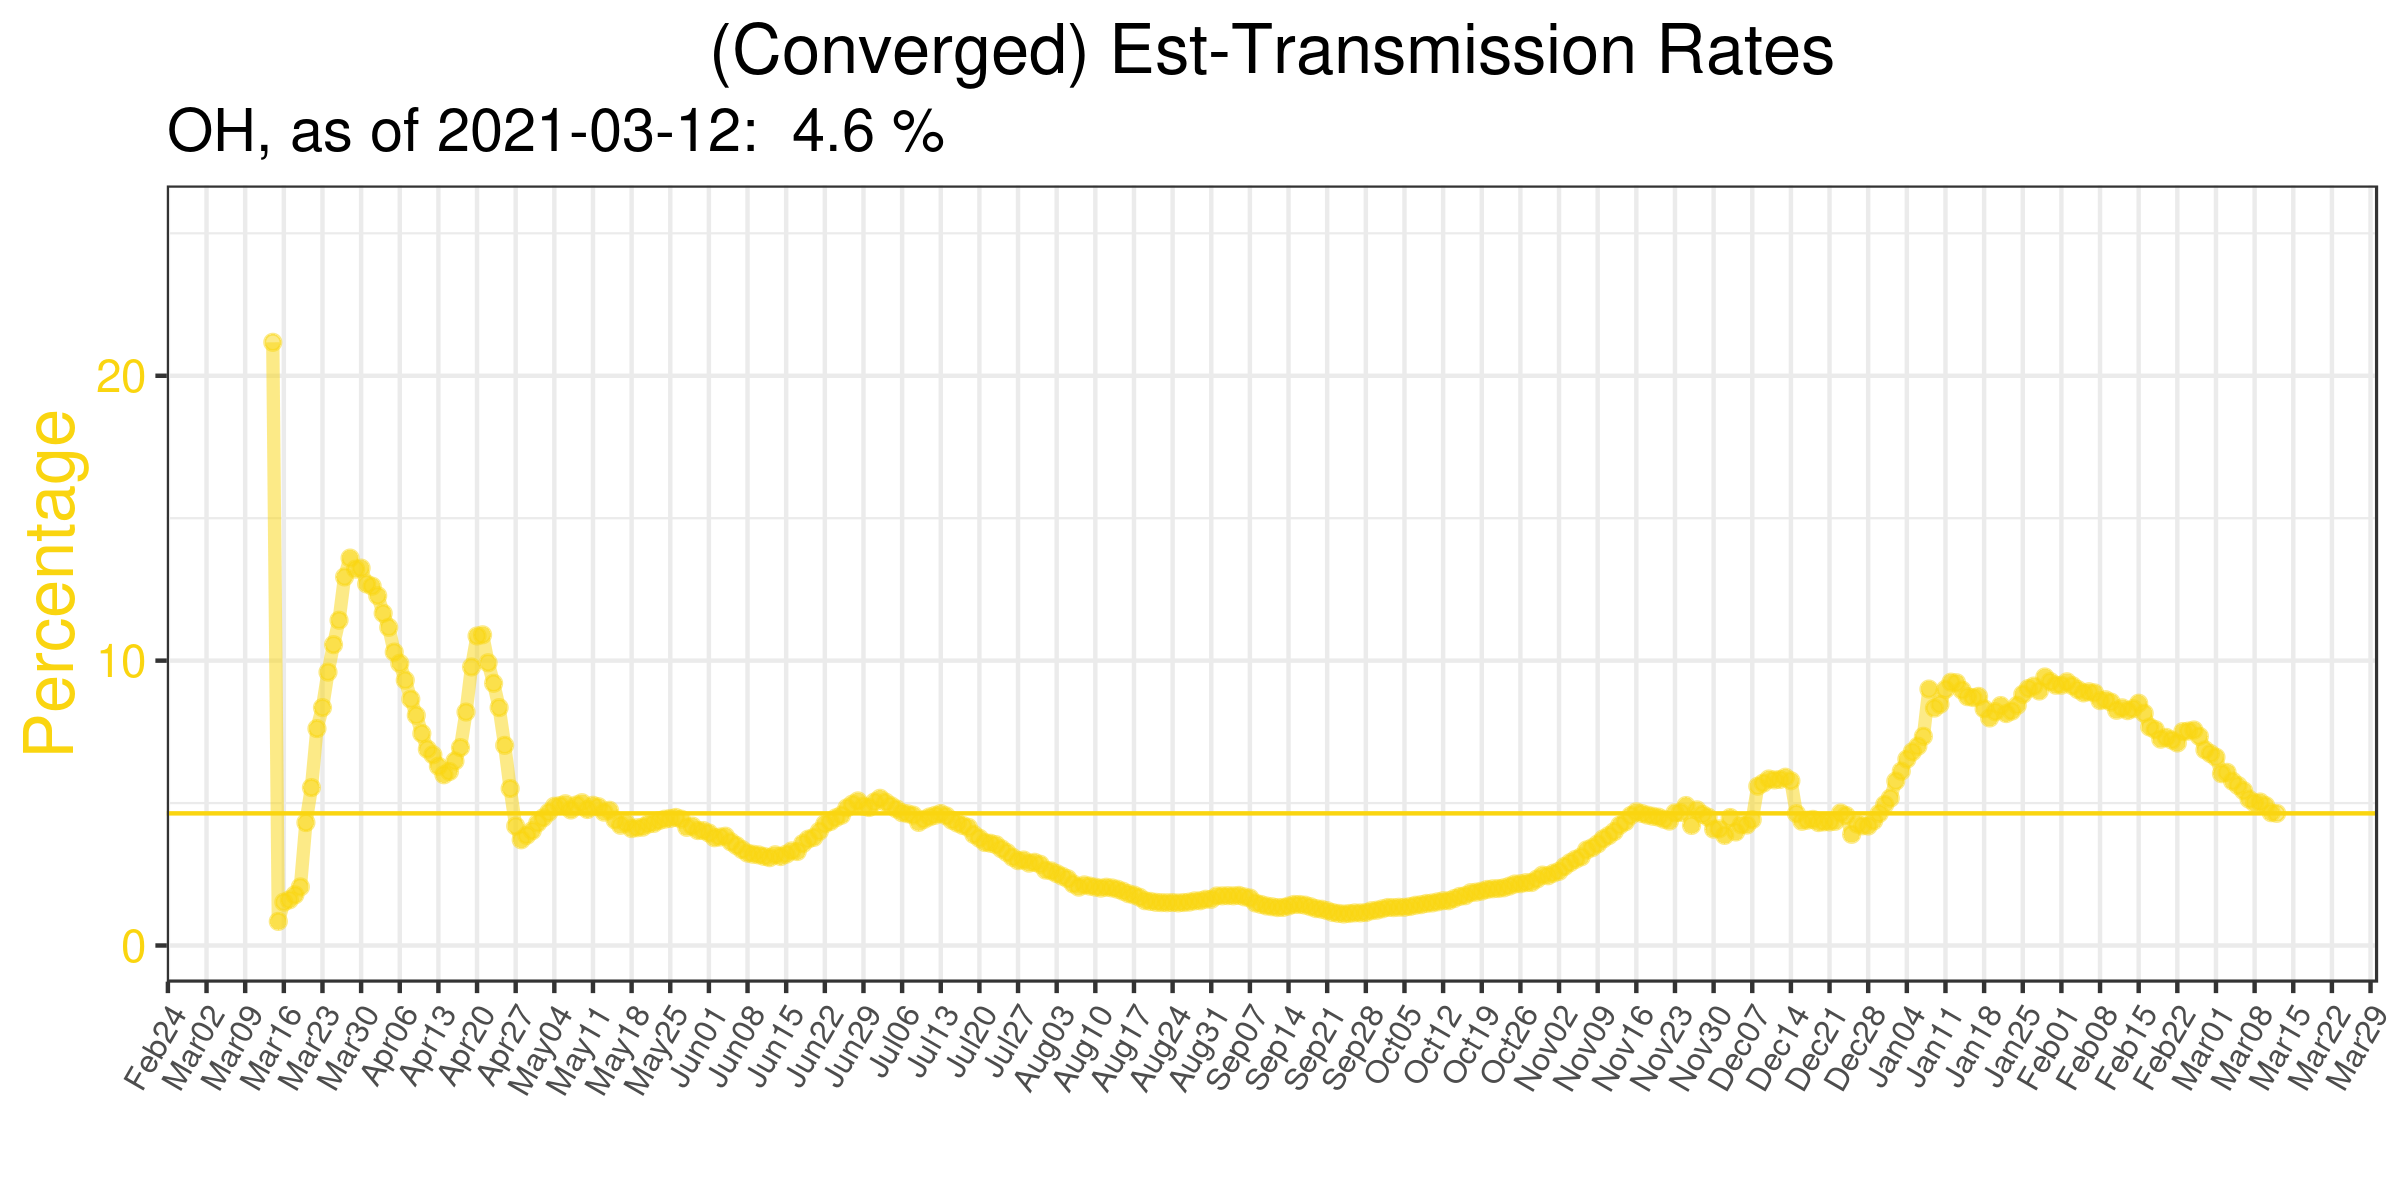 (Converged) Est-Transmission Rates
OH, as of 2021-03-12:  4.6 %
Percentage
20
10
0
Feb24
Mar02
Mar09
Mar16
Mar23
Mar30
Apr06
Apr13
Apr20
Apr27
May04
May11
May18
May25
Jun01
Jun08
Jun15
Jun22
Jun29
Jul06
Jul13
Jul20
Jul27
Aug03
Aug10
Aug17
Aug24
Aug31
Sep07
Sep14
Sep21
Sep28
Oct05
Oct12
Oct19
Oct26
Nov02
Nov09
Nov16
Nov23
Nov30
Dec07
Dec14
Dec21
Dec28
Jan04
Jan11
Jan18
Jan25
Feb01
Feb08
Feb15
Feb22
Mar01
Mar08
Mar15
Mar22
Mar29